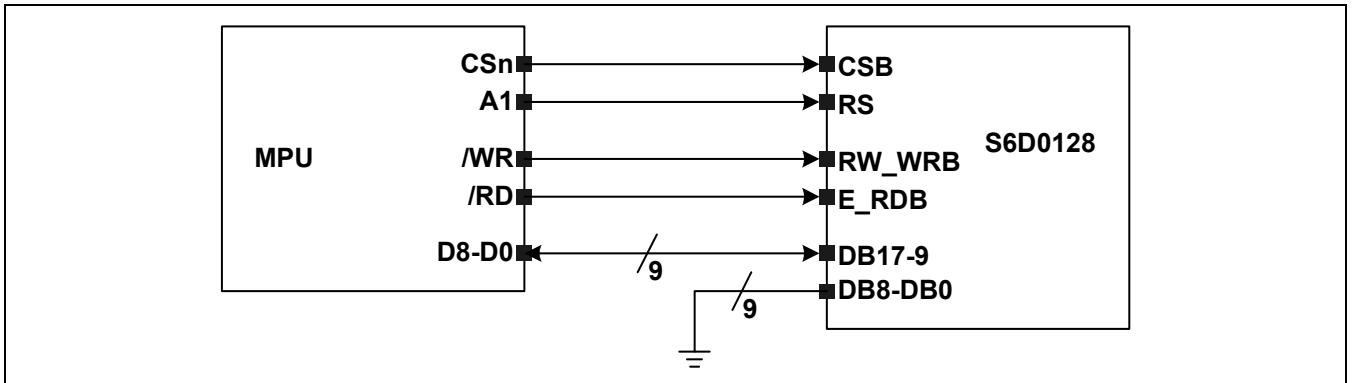 CSn
CSB
A1
RS
MPU
/WR
RW_WRB
S6D0128
/RD
E_RDB
D8-D0
9
DB17-9
9
DB8-DB0